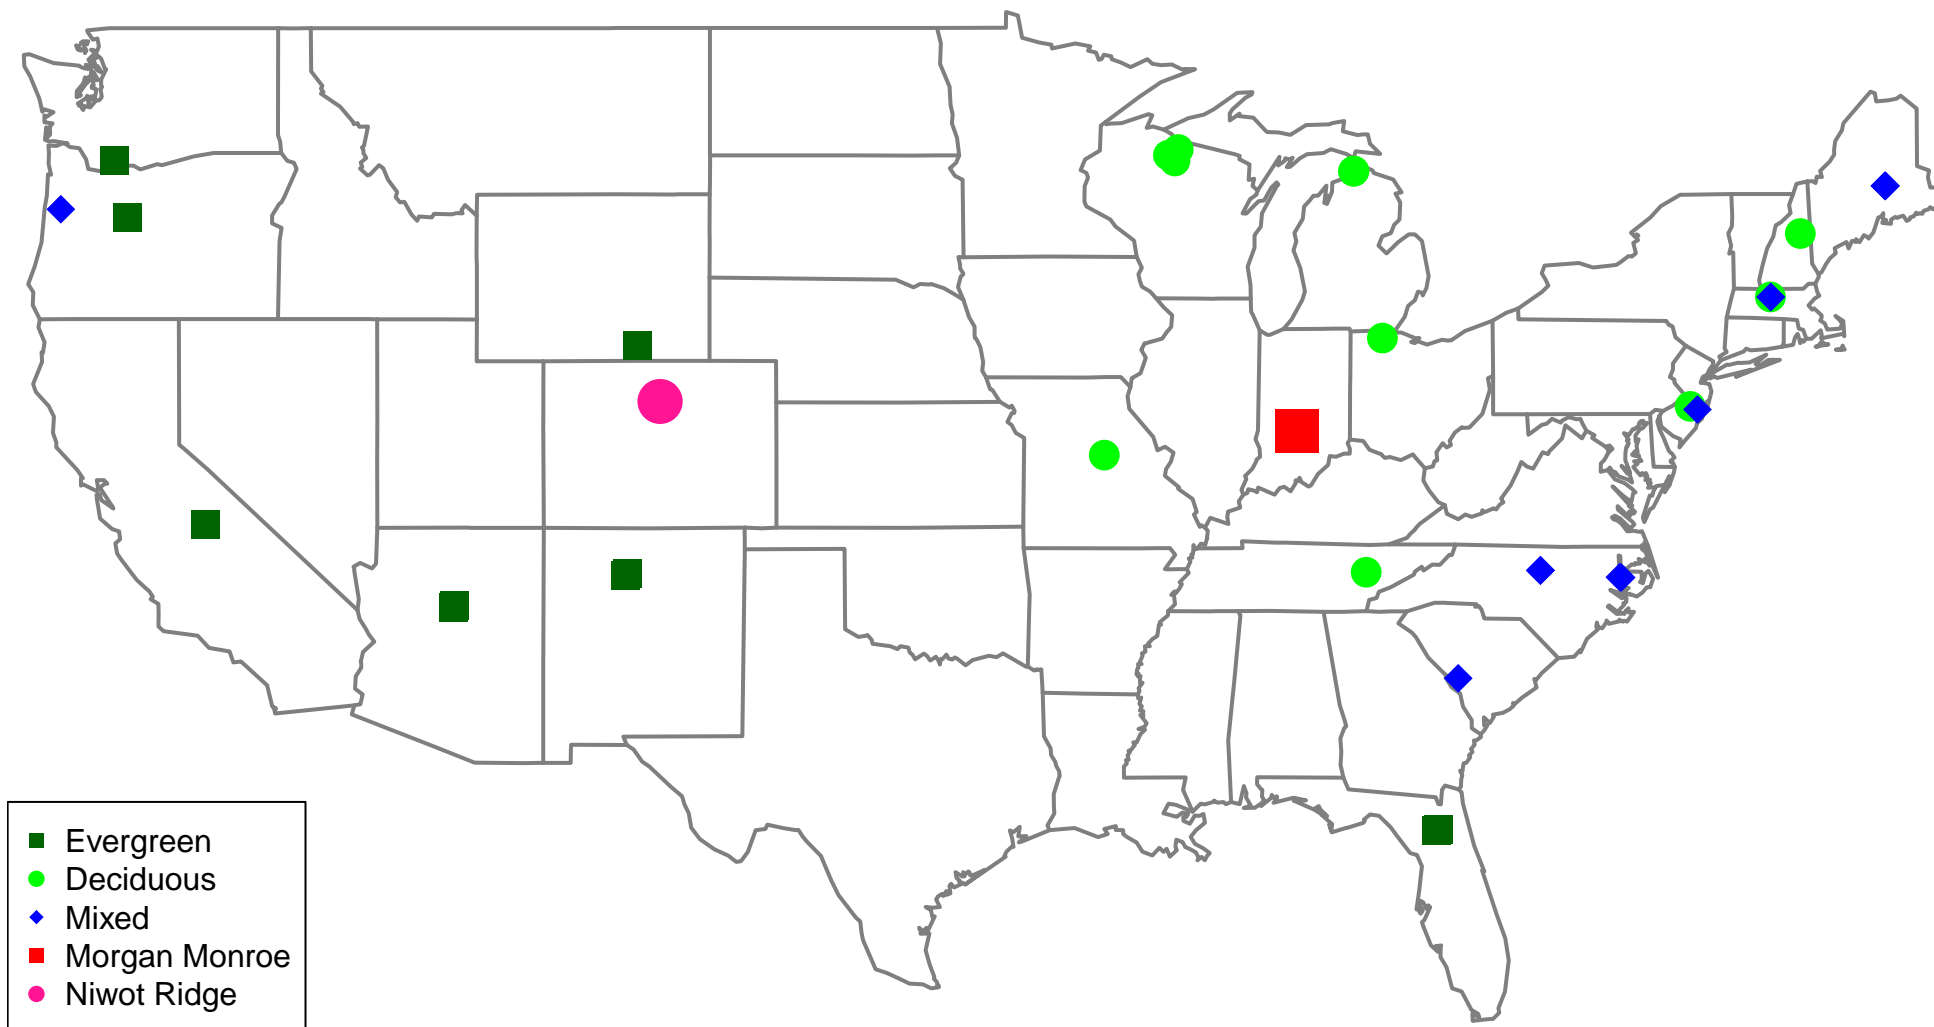 Evergreen
Deciduous
Mixed
Morgan Monroe
Niwot Ridge